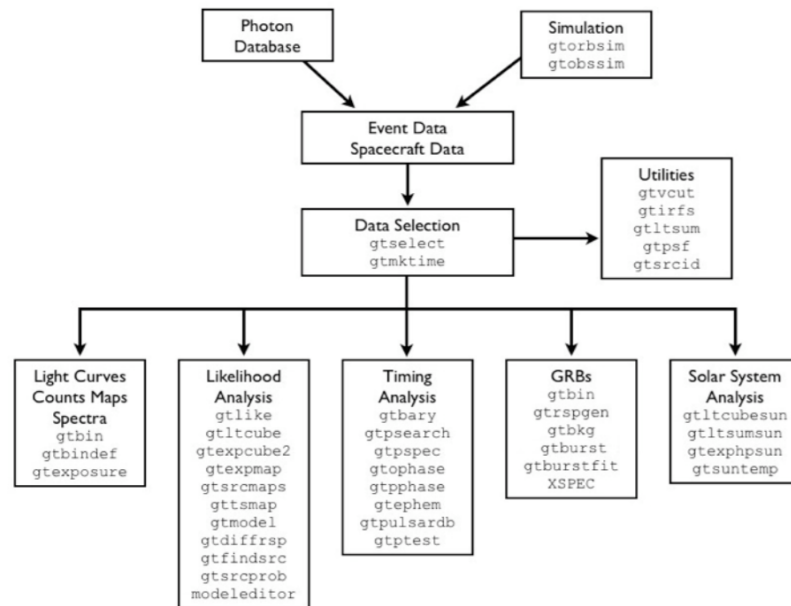 Photon
Database
Simulation
gtorbsim
gtobssim
Event Data
Spacecraft Data
Data Selection
gtselect
gtmktime
Utilities
gtvcut
gtirfs
gtltsum
gtpsf
gtsrcid
Light Curves
Counts Maps
Spectra
gtbin
gtbindef
gtexposure
Likelihood
Analysis
gtlike
gtltcube
gtexpcube2
gtexpmap
gtsrcmaps
gttsmap
gtmodel
gtdiffrsp
gtfindsrc
gtsrcprob
modeleditor
Timing
Analysis
gtbary
gtpsearch
gtpspec
gtophase
gtpphase
gtephem
gtpulsardb
gtptest
GRBs
gtbin
gtrspgen
gtbkg
gtburst
gtburstfit
XSPEC
Solar System
Analysis
gtltcubesun
gtltsumsun
gtexphpsun
gtsuntemp